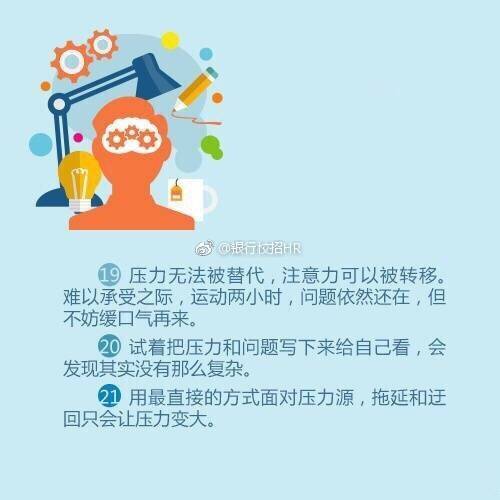 @银行校招HR
19 压力无法被替代，注意力可以被转移。
难以承受之际，运动两小时，问题依然还在，但
不妨缓口气再来。
20 试着把压力和问题写下来给自己看，会
发现其实没有那么复杂。
21 用最直接的方式面对压力源，拖延和迂
回只会让压力变大。